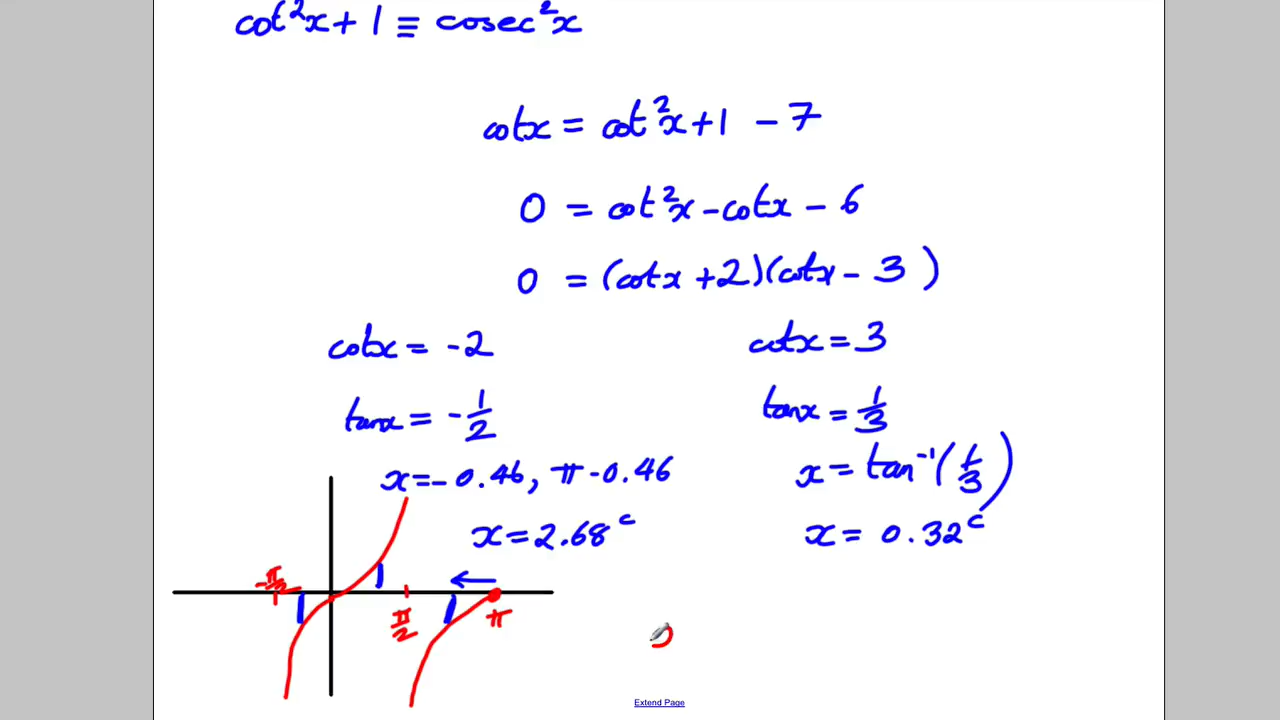 cot²x + 1 ≡ cosec²x
cotx = cot²x + 1 - 7
0 = cot²x - cotx - 6
0 = (cotx + 2)(cotx - 3)
cotx = -2
tanx = -1/2
x = -0.46, π - 0.46
x = 2.68ᶜ
cotx = 3
tanx = 1/3
x = tan⁻¹(1/3)
x = 0.32ᶜ
-π/2
π/2
π
Extend Page